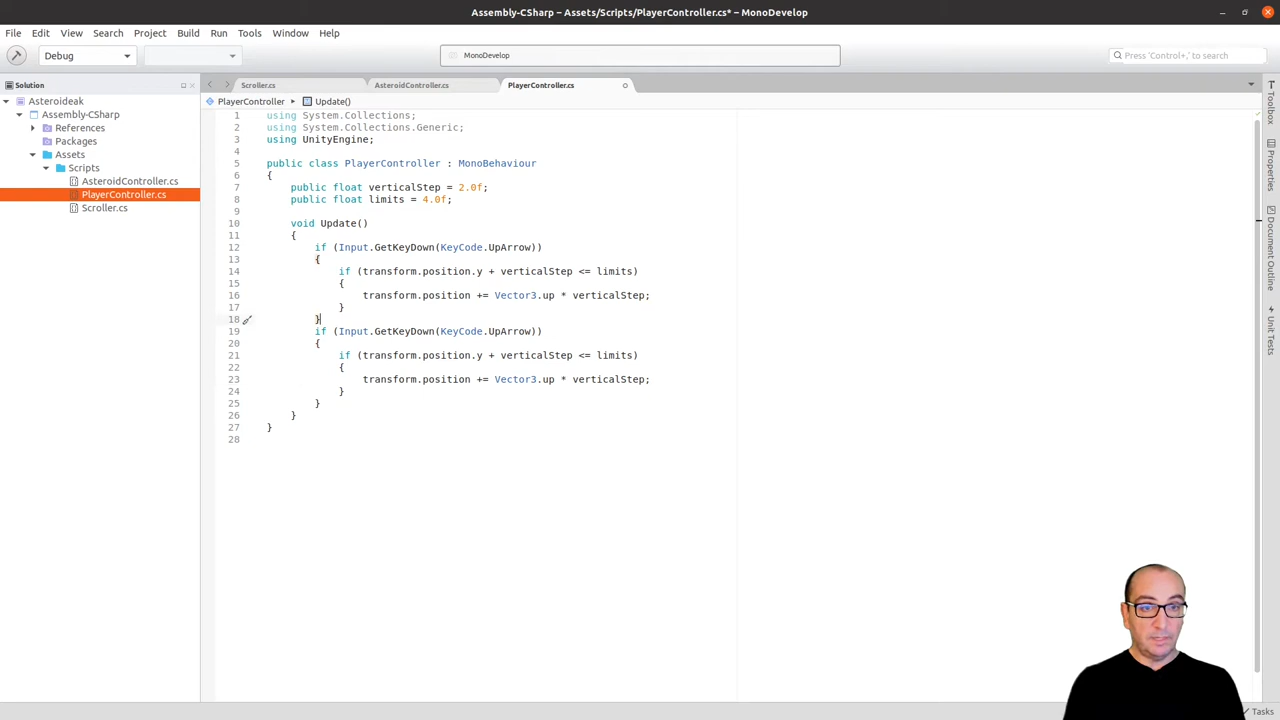 Assembly-CSharp – Assets/Scripts/PlayerController.cs* – MonoDevelop
File Edit View Search Project Build Run Tools Window Help
Debug
MonoDevelop
Press 'Control+,' to search
Solution
Scroller.cs AsteroidController.cs PlayerController.cs
Asteroideak
PlayerController Update()
Assembly-CSharp
References
Packages
Assets
Scripts
AsteroidController.cs
PlayerController.cs
Scroller.cs
1 using System.Collections;
2 using System.Collections.Generic;
3 using UnityEngine;
4
5 public class PlayerController : MonoBehaviour
6 {
7 public float verticalStep = 2.0f;
8 public float limits = 4.0f;
9
10 void Update()
11 {
12 if (Input.GetKeyDown(KeyCode.UpArrow))
13 {
14 if (transform.position.y + verticalStep <= limits)
15 {
16 transform.position += Vector3.up * verticalStep;
17 }
18 }
19 if (Input.GetKeyDown(KeyCode.UpArrow))
20 {
21 if (transform.position.y + verticalStep <= limits)
22 {
23 transform.position += Vector3.up * verticalStep;
24 }
25 }
26 }
27 }
28
Toolbox
Properties
Document Outline
Unit Tests
Tasks